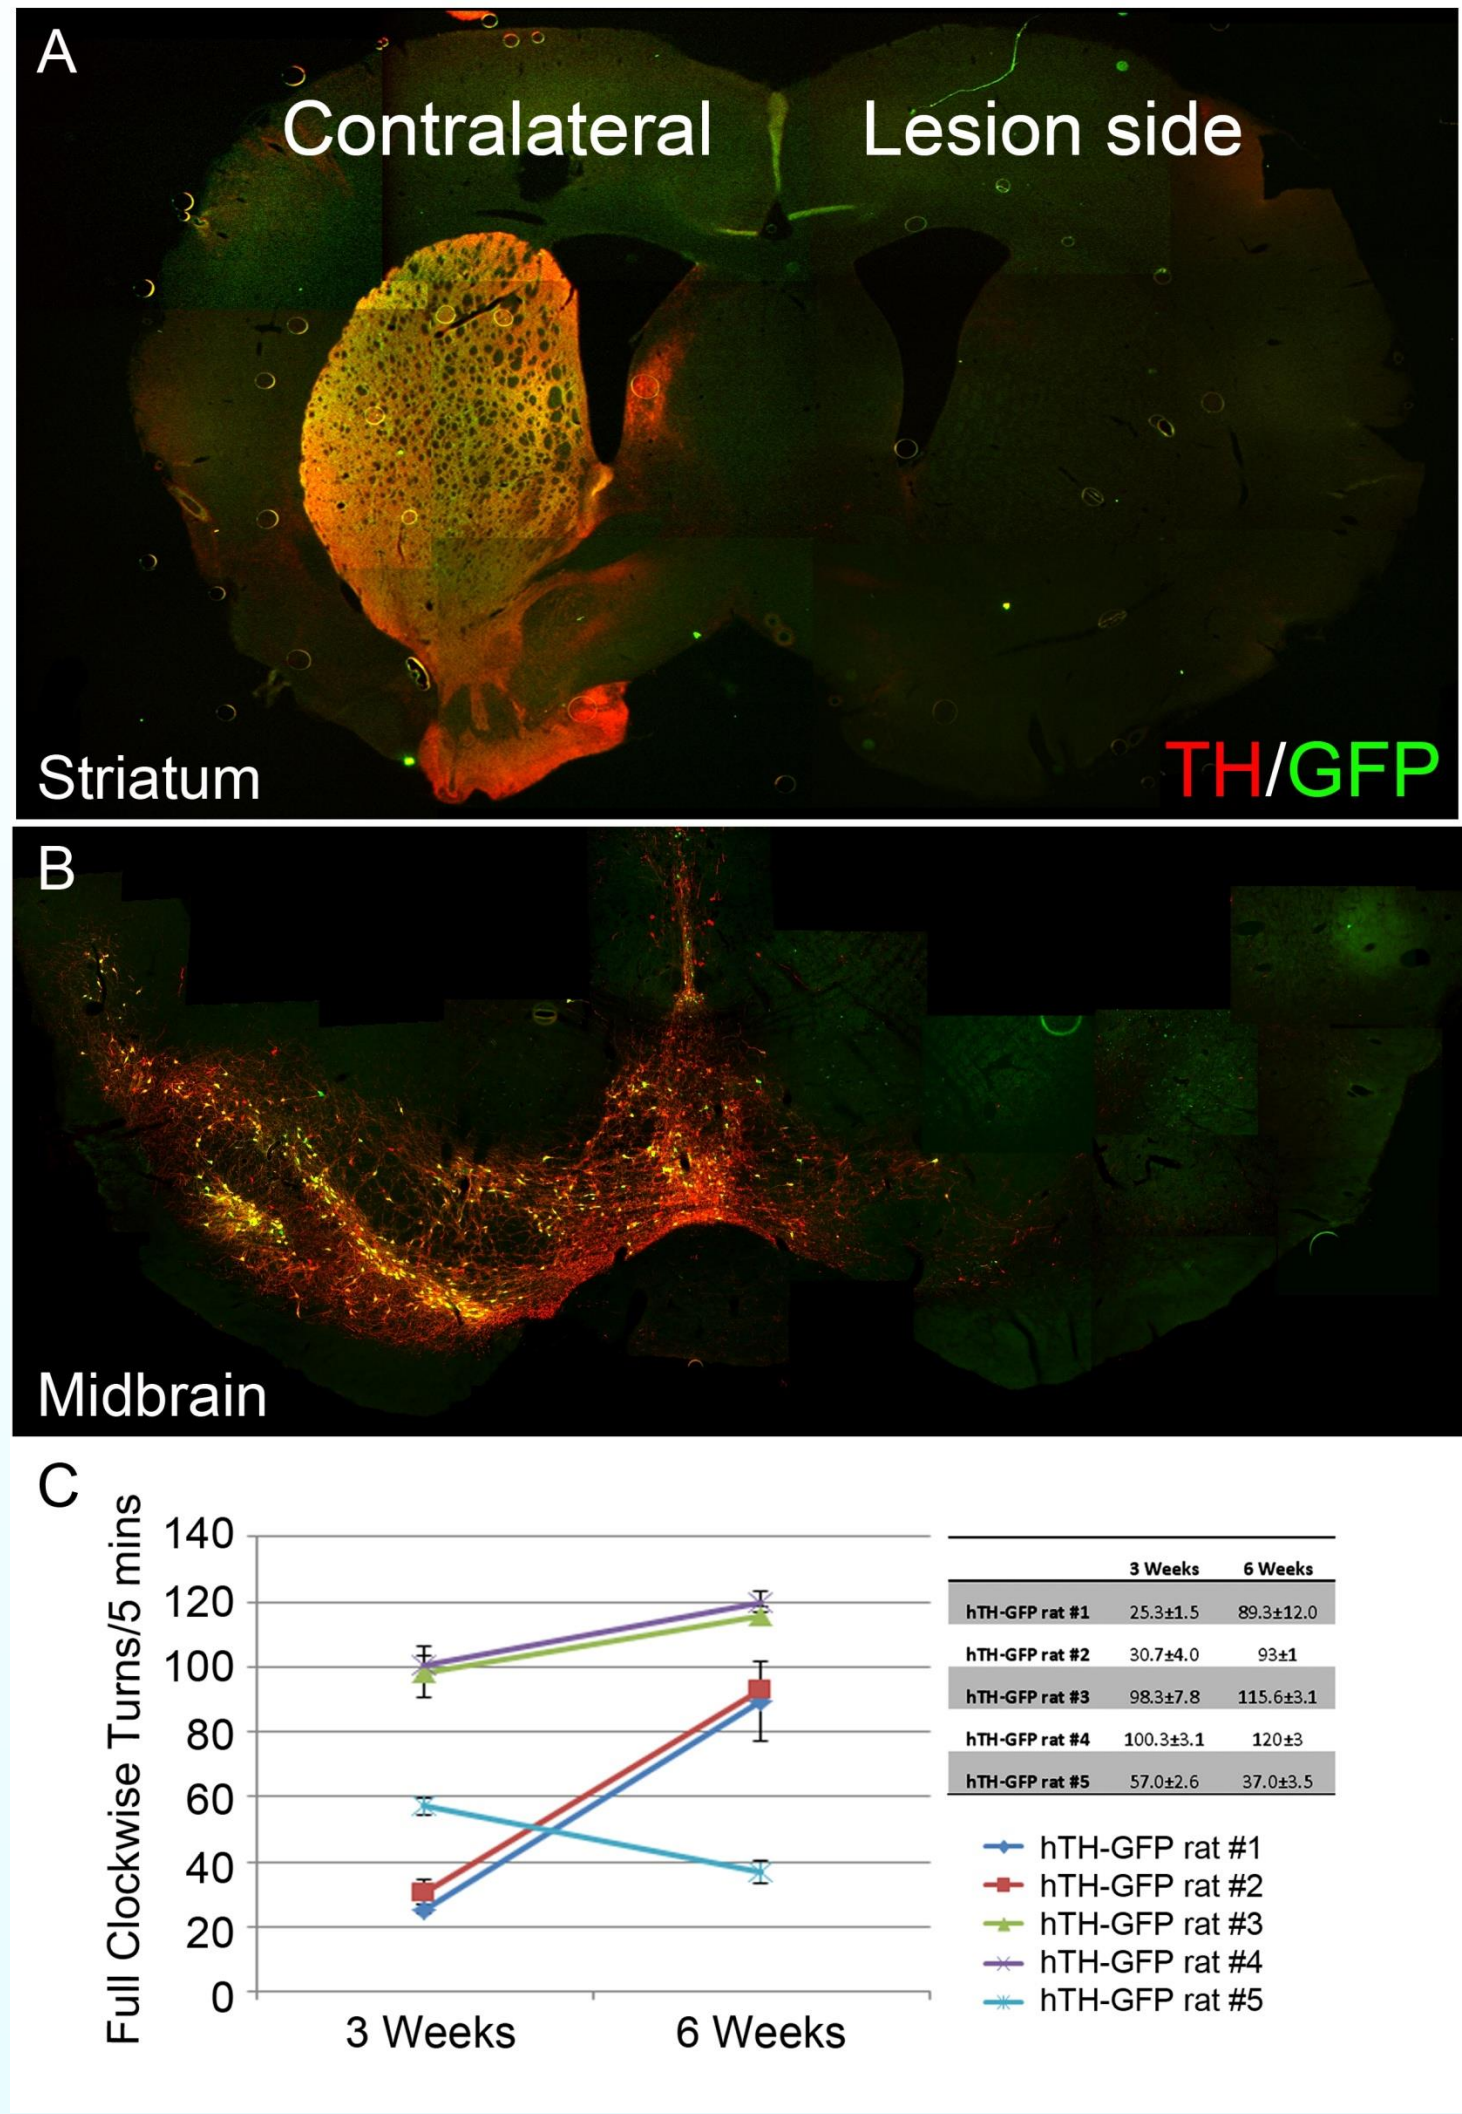 A
Contralateral
Lesion side
Striatum
TH/GFP
B
Midbrain
C
Full Clockwise Turns/5 mins
140
120
100
80
60
40
20
0
3 Weeks
6 Weeks
3 Weeks 6 Weeks
hTH-GFP rat #1 25.3±1.5 89.3±12.0
hTH-GFP rat #2 30.7±4.0 93±1
hTH-GFP rat #3 98.3±7.8 115.6±3.1
hTH-GFP rat #4 100.3±3.1 120±3
hTH-GFP rat #5 57.0±2.6 37.0±3.5
hTH-GFP rat #1
hTH-GFP rat #2
hTH-GFP rat #3
hTH-GFP rat #4
hTH-GFP rat #5